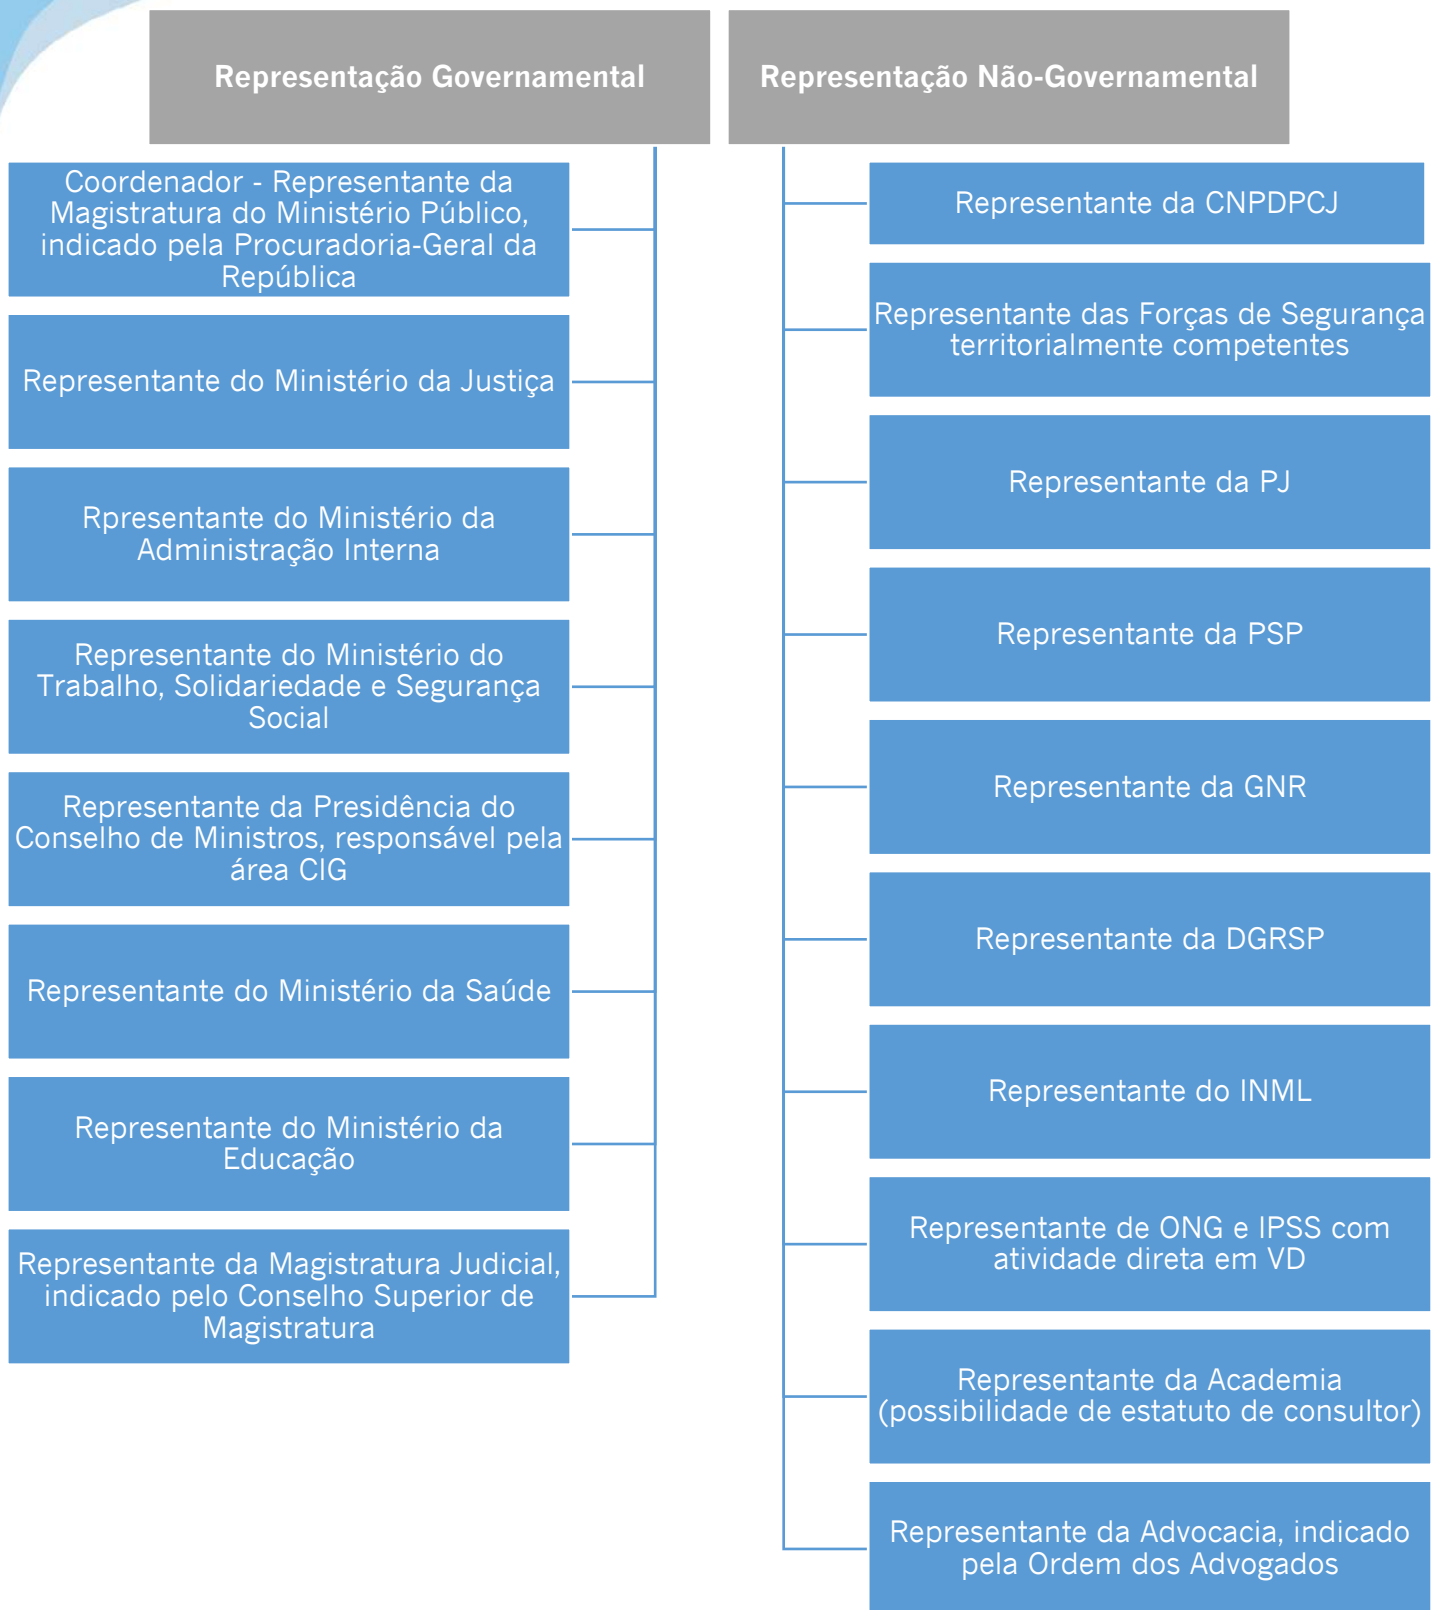 Representação Governamental
Coordenador - Representante da
Magistratura do Ministério Público,
indicado pela Procuradoria-Geral da
República
Representante do Ministério da Justiça
Rpresentante do Ministério da
Administração Interna
Representante do Ministério do
Trabalho, Solidariedade e Segurança
Social
Representante da Presidência do
Conselho de Ministros, responsável pela
área CIG
Representante do Ministério da Saúde
Representante do Ministério da
Educação
Representante da Magistratura Judicial,
indicado pelo Conselho Superior de
Magistratura
Representação Não-Governamental
Representante da CNPDPCJ
Representante das Forças de Segurança
territorialmente competentes
Representante da PJ
Representante da PSP
Representante da GNR
Representante da DGRSP
Representante do INML
Representante de ONG e IPSS com
atividade direta em VD
Representante da Academia
(possibilidade de estatuto de consultor)
Representante da Advocacia, indicado
pela Ordem dos Advogados